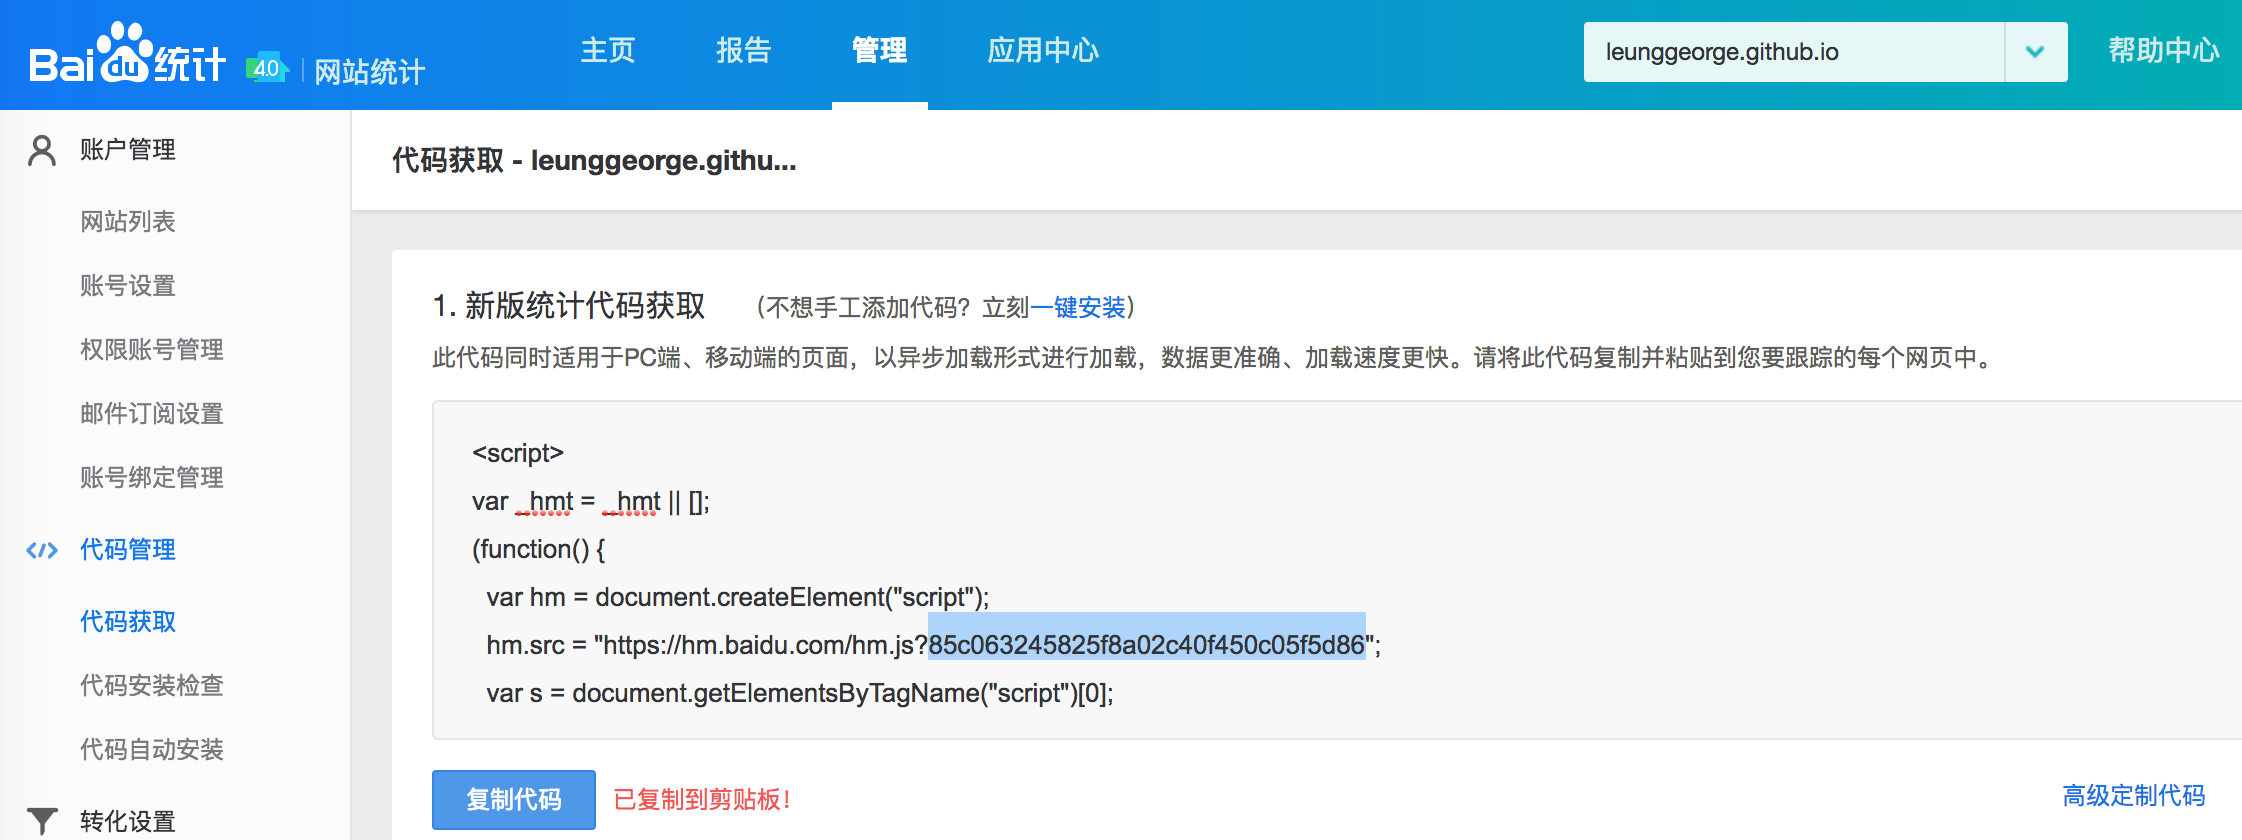 Bai du 统计 4.0 网站统计 主页 报告 管理 应用中心 leunggeorge.github.io 帮助中心
账户管理
网站列表
账号设置
权限账号管理
邮件订阅设置
账号绑定管理
代码管理
代码获取
代码安装检查
代码自动安装
转化设置
代码获取 - leunggeorge.githu...
1. 新版统计代码获取 （不想手工添加代码？立刻一键安装）
此代码同时适用于PC端、移动端的页面，以异步加载形式进行加载，数据更准确、加载速度更快。请将此代码复制并粘贴到您要跟踪的每个网页中。
<script>
var _hmt = _hmt || [];
(function() {
var hm = document.createElement("script");
hm.src = "https://hm.baidu.com/hm.js?85c063245825f8a02c40f450c05f5d86";
var s = document.getElementsByTagName("script")[0];
复制代码 已复制到剪贴板！ 高级定制代码